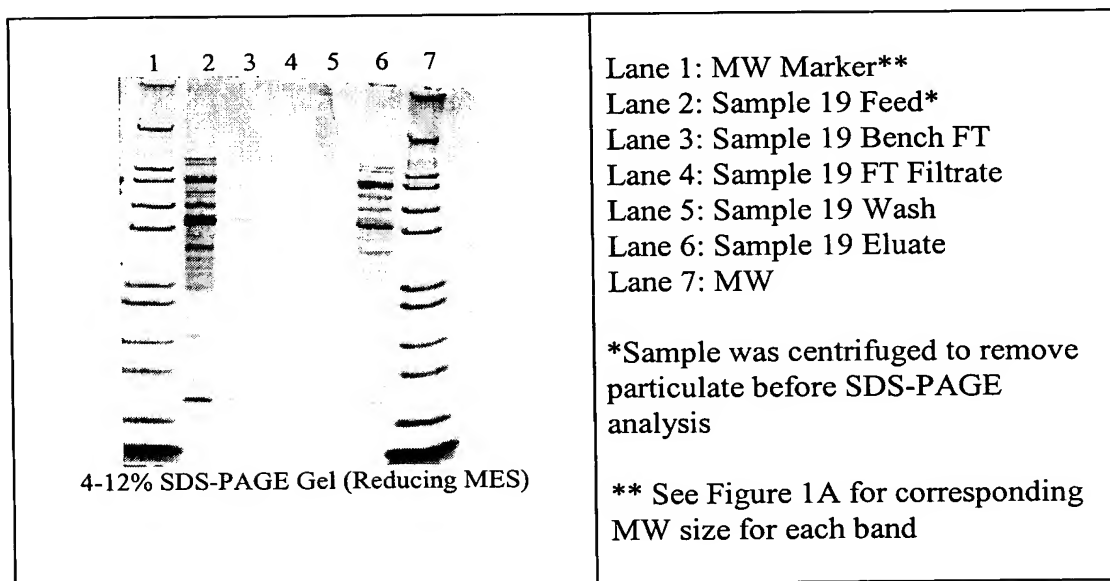 1 2 3 4 5 6 7
4-12% SDS-PAGE Gel (Reducing MES)
Lane 1: MW Marker**
Lane 2: Sample 19 Feed*
Lane 3: Sample 19 Bench FT
Lane 4: Sample 19 FT Filtrate
Lane 5: Sample 19 Wash
Lane 6: Sample 19 Eluate
Lane 7: MW
*Sample was centrifuged to remove
particulate before SDS-PAGE
analysis
** See Figure 1A for corresponding
MW size for each band